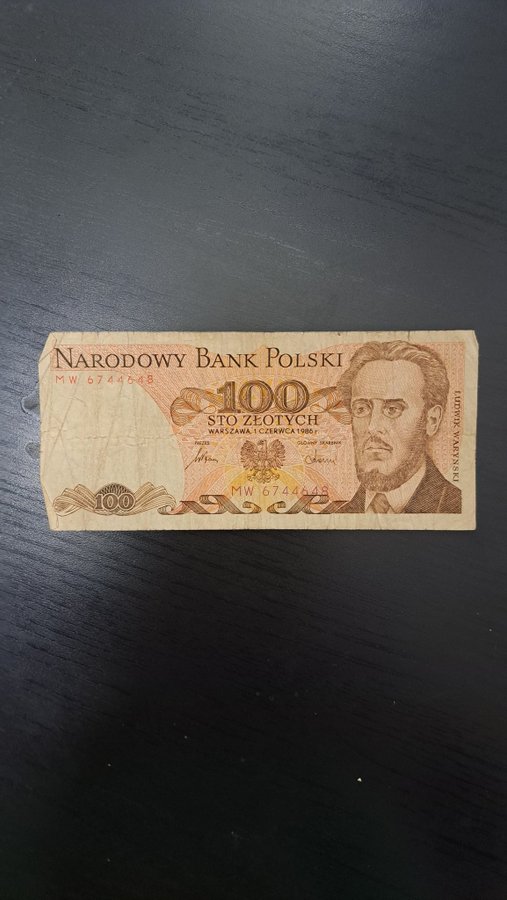 NARODOWY BANK POLSKI
MW 6744648
100
STO ZŁOTYCH
WARSZAWA, 1 CZERWCA 1986 r.
PREZES
GŁÓWNY SKARBNIK
MW 6744648
100
LUDWIK WARYŃSKI